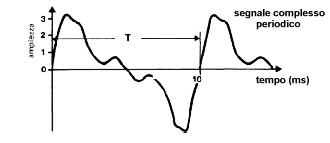 segnale complesso
periodico
3
2
1
0
ampiezza
T
10
tempo (ms)